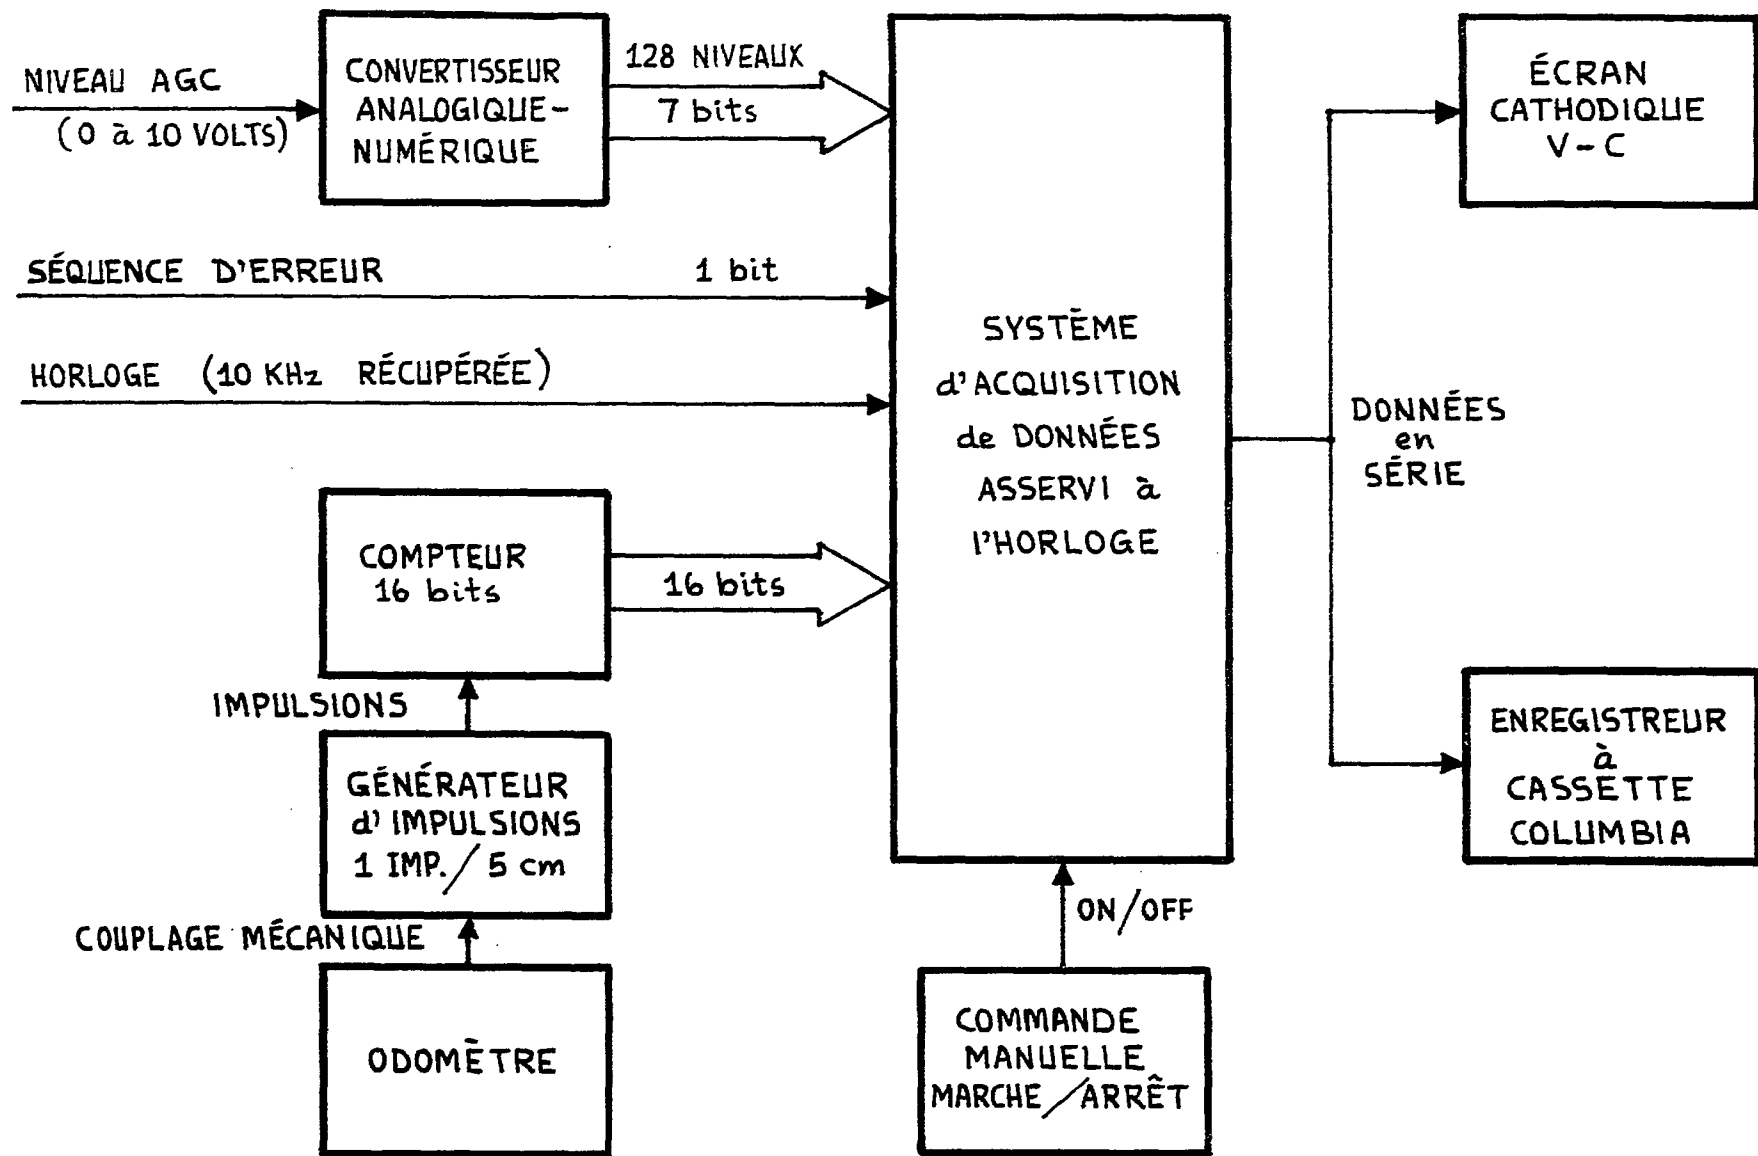 NIVEAU AGC
(0 à 10 VOLTS)
CONVERTISSEUR
ANALOGIQUE-
NUMÉRIQUE
128 NIVEAUX
7 bits
SÉQUENCE D'ERREUR
1 bit
HORLOGE (10 KHz RÉCUPÉRÉE)
COMPTEUR
16 bits
16 bits
IMPULSIONS
GÉNÉRATEUR
d'IMPULSIONS
1 IMP./5 cm
COUPLAGE MÉCANIQUE
ODOMÈTRE
SYSTÈME
d'ACQUISITION
de DONNÉES
ASSERVI à
l'HORLOGE
ON/OFF
COMMANDE
MANUELLE
MARCHE/ARRÊT
DONNÉES
en
SÉRIE
ÉCRAN
CATHODIQUE
V-C
ENREGISTREUR
à
CASSETTE
COLUMBIA